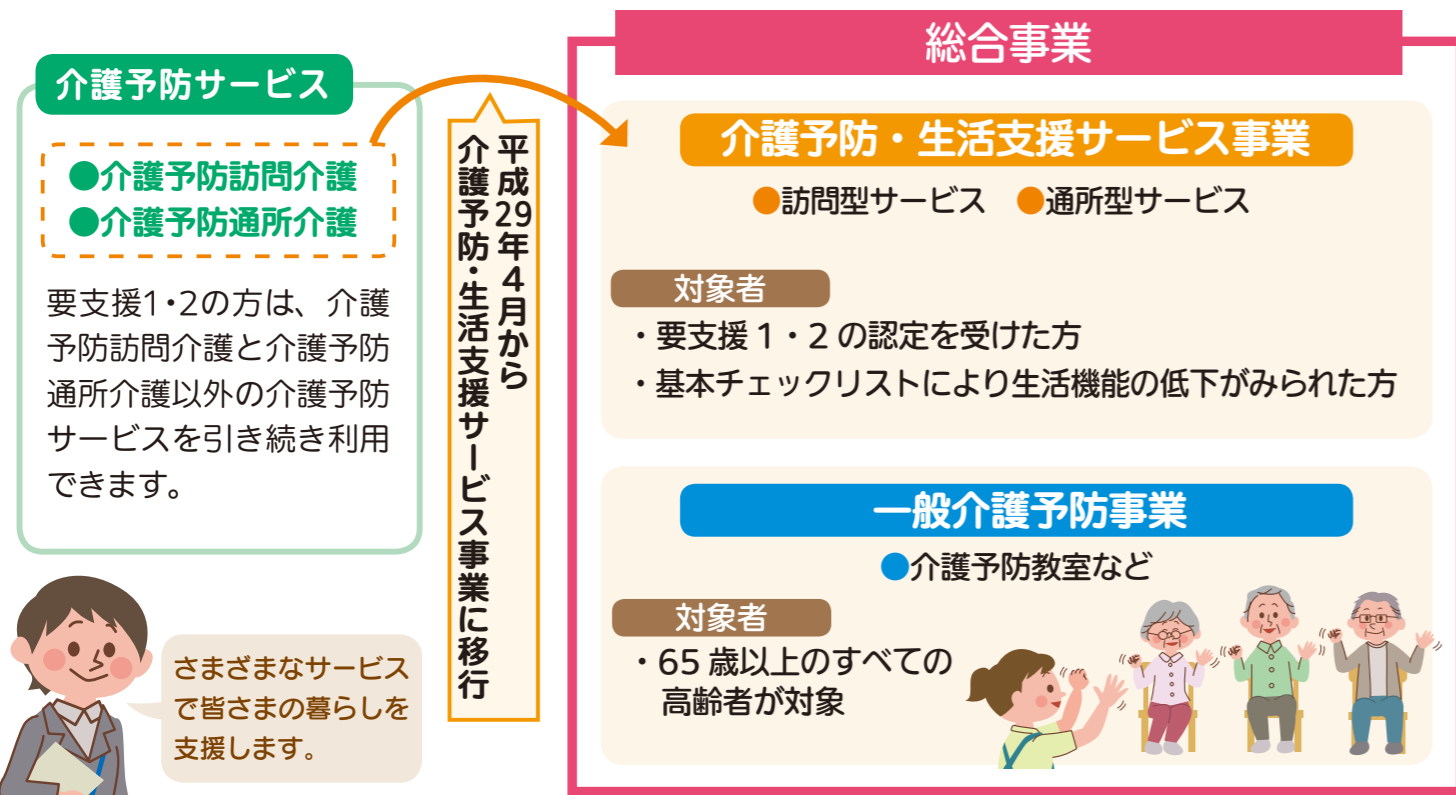 介護予防サービス
●介護予防訪問介護
●介護予防通所介護
要支援1・2の方は、介護
予防訪問介護と介護予防
通所介護以外の介護予防
サービスを引き続き利用
できます。
さまざまなサービス
で皆さまの暮らしを
支援します。
平成29年4月から
介護予防・生活支援サービス事業に移行
総合事業
介護予防・生活支援サービス事業
●訪問型サービス ●通所型サービス
対象者
・要支援1・2の認定を受けた方
・基本チェックリストにより生活機能の低下がみられた方
一般介護予防事業
●介護予防教室など
対象者
・65歳以上のすべての
高齢者が対象